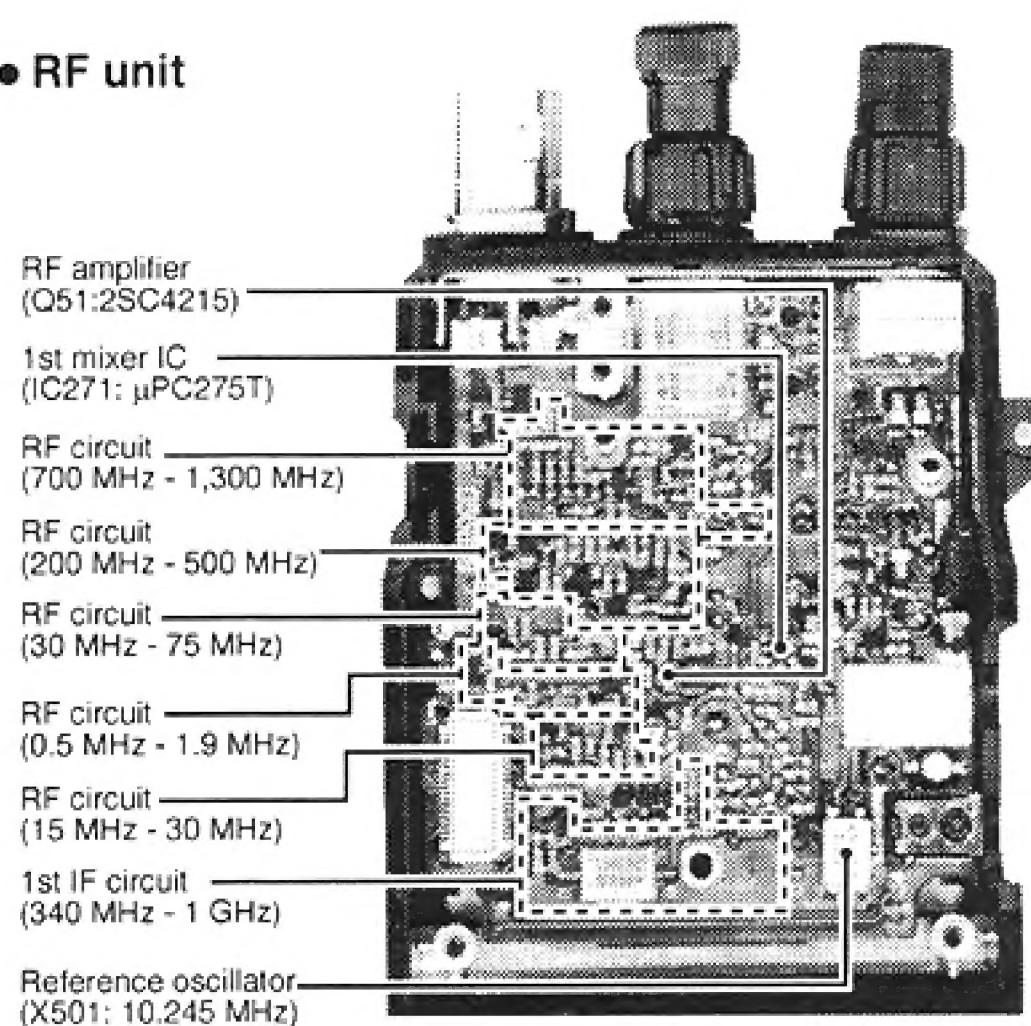 ● RF unit
RF amplifier
(Q51:2SC4215)
1st mixer IC
(IC271: µPC275T)
RF circuit
(700 MHz - 1,300 MHz)
RF circuit
(200 MHz - 500 MHz)
RF circuit
(30 MHz - 75 MHz)
RF circuit
(0.5 MHz - 1.9 MHz)
RF circuit
(15 MHz - 30 MHz)
1st IF circuit
(340 MHz - 1 GHz)
Reference oscillator
(X501: 10.245 MHz)